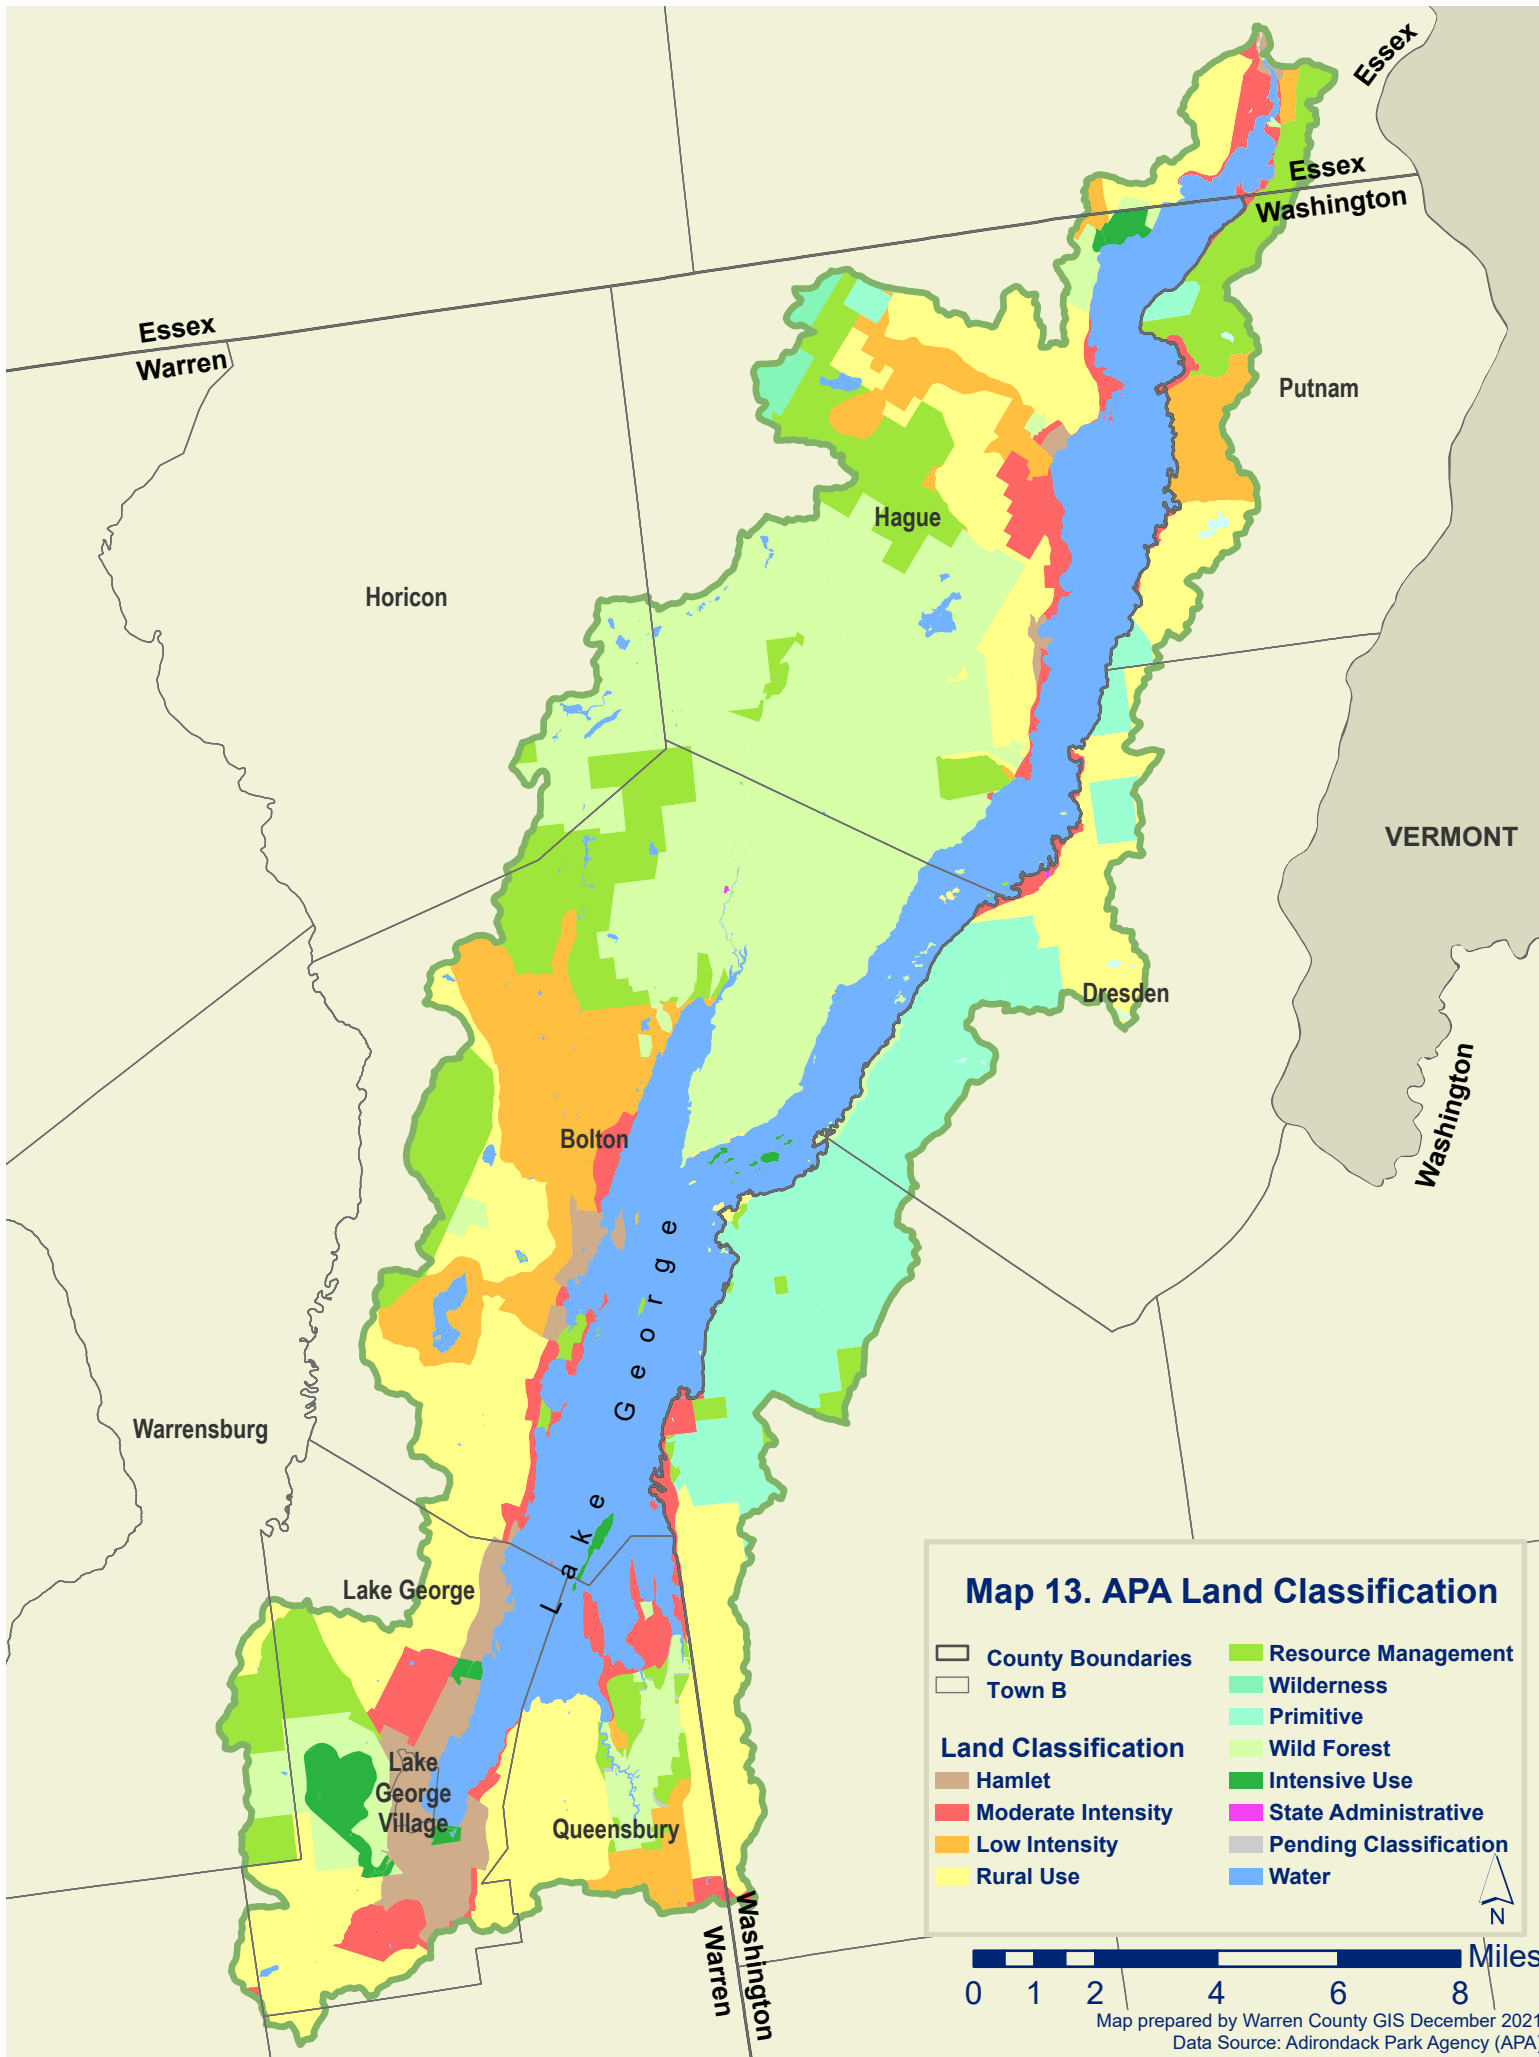 Essex
Essex
Washington
Essex
Warren
Putnam
Hague
Horicon
VERMONT
Dresden
Washington
Bolton
Lake George
Warrensburg
Lake George
Lake
George
Village
Queensbury
Washington
Warren
Map 13. APA Land Classification
County Boundaries
Town B
Land Classification
Hamlet
Moderate Intensity
Low Intensity
Rural Use
Resource Management
Wilderness
Primitive
Wild Forest
Intensive Use
State Administrative
Pending Classification
Water
N
Miles
0 1 2 4 6 8
Map prepared by Warren County GIS December 2021
Data Source: Adirondack Park Agency (APA)